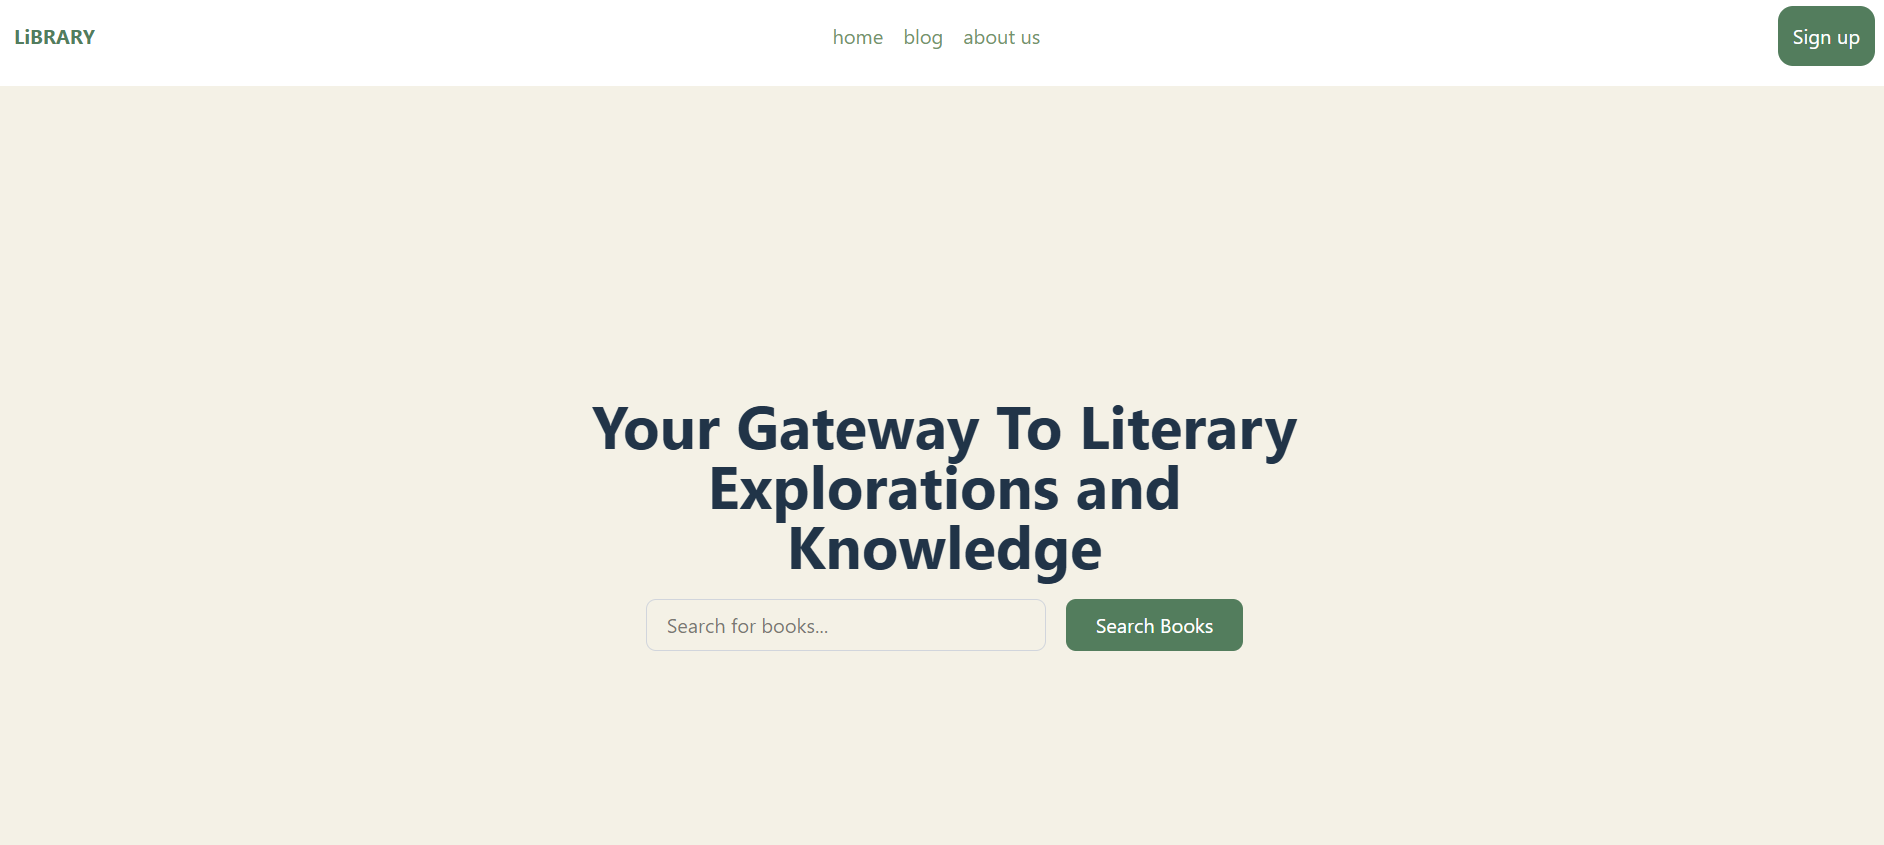 LiBRARY
home blog about us
Sign up
Your Gateway To Literary
Explorations and
Knowledge
Search for books...
Search Books